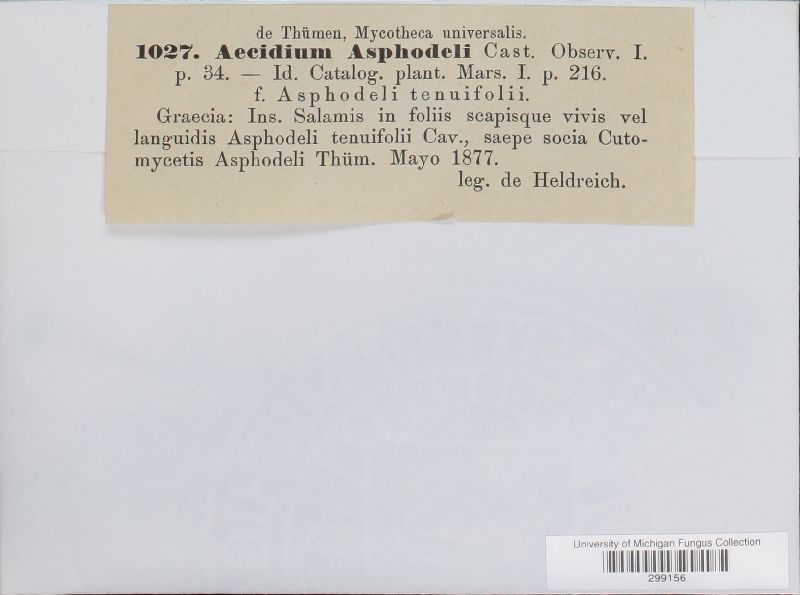 de Thümen, Mycotheca universalis.
1027. Aecidium Asphodeli Cast. Observ. I.
p. 34. — Id. Catalog. plant. Mars. I. p. 216.
f. Asphodeli tenuifolii.
Graecia: Ins. Salamis in foliis scapisque vivis vel
languidis Asphodeli tenuifolii Cav., saepe socia Cuto-
mycetis Asphodeli Thüm. Mayo 1877.
leg. de Heldreich.
University of Michigan Fungus Collection
299156